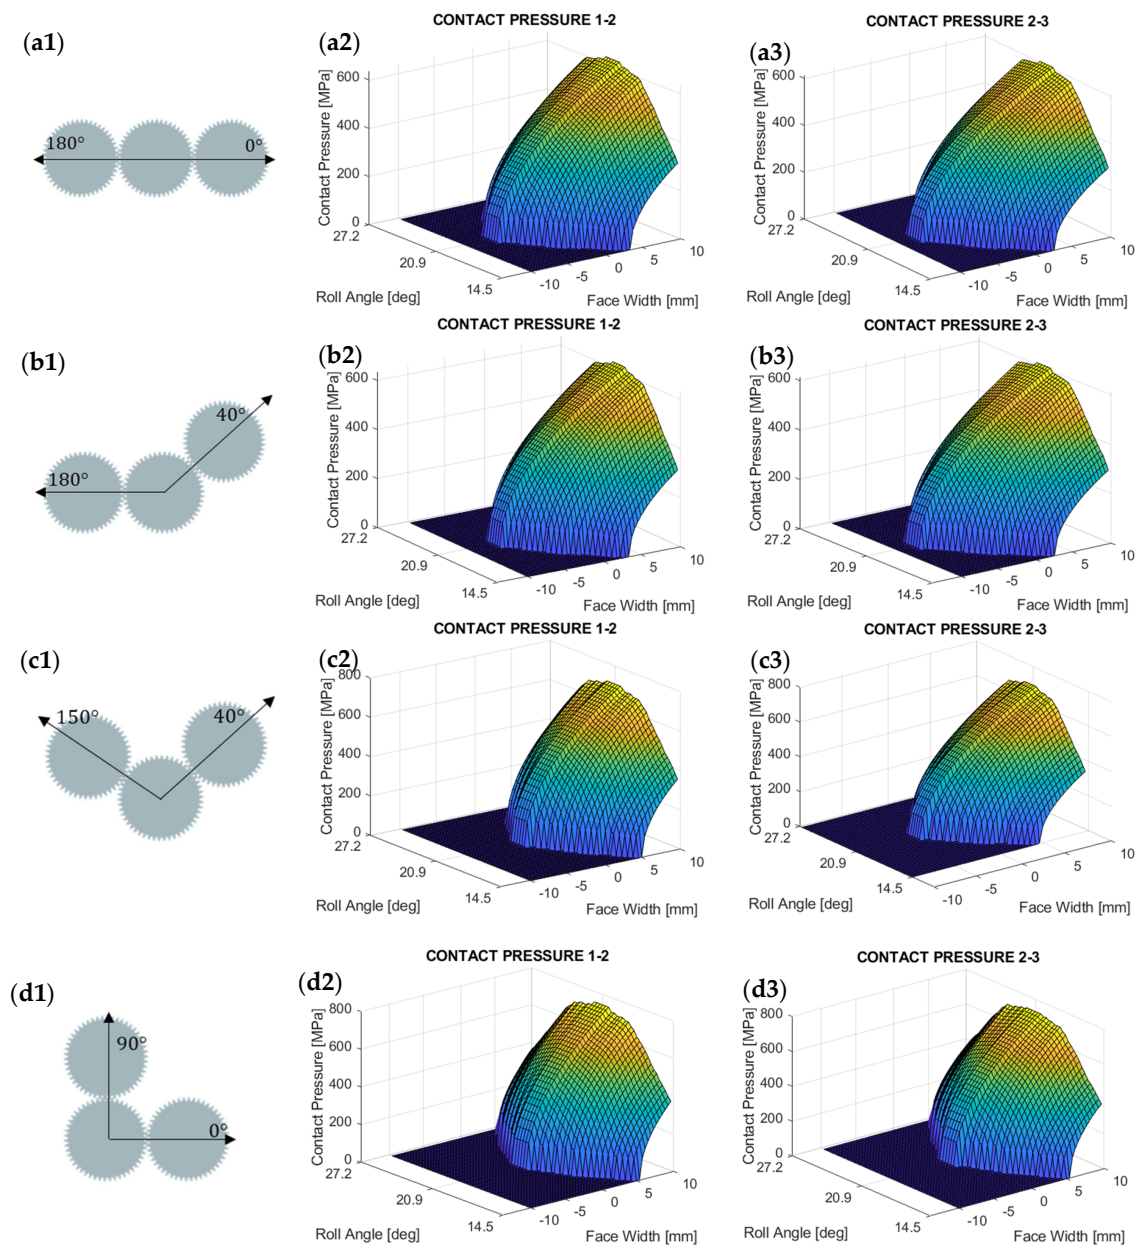 (a1)
180°
0°
(a2)
CONTACT PRESSURE 1-2
Contact Pressure [MPa]
600
400
200
0
27.2
20.9
14.5
Roll Angle [deg]
-10
-5
0
5
10
Face Width [mm]
(a3)
CONTACT PRESSURE 2-3
Contact Pressure [MPa]
600
400
200
0
27.2
20.9
14.5
Roll Angle [deg]
-10
-5
0
5
10
Face Width [mm]
(b1)
180°
40°
(b2)
CONTACT PRESSURE 1-2
Contact Pressure [MPa]
600
400
200
0
27.2
20.9
14.5
Roll Angle [deg]
-10
-5
0
5
10
Face Width [mm]
(b3)
CONTACT PRESSURE 2-3
Contact Pressure [MPa]
600
400
200
0
27.2
20.9
14.5
Roll Angle [deg]
-10
-5
0
5
10
Face Width [mm]
(c1)
150°
40°
(c2)
CONTACT PRESSURE 1-2
Contact Pressure [MPa]
800
600
400
200
0
27.2
20.9
14.5
Roll Angle [deg]
-10
-5
0
5
10
Face Width [mm]
(c3)
CONTACT PRESSURE 2-3
Contact Pressure [MPa]
800
600
400
200
0
27.2
20.9
14.5
Roll Angle [deg]
-10
-5
0
5
10
Face Width [mm]
(d1)
90°
0°
(d2)
CONTACT PRESSURE 1-2
Contact Pressure [MPa]
800
600
400
200
0
27.2
20.9
14.5
Roll Angle [deg]
-10
-5
0
5
10
Face Width [mm]
(d3)
CONTACT PRESSURE 2-3
Contact Pressure [MPa]
800
600
400
200
0
27.2
20.9
14.5
Roll Angle [deg]
-10
-5
0
5
10
Face Width [mm]